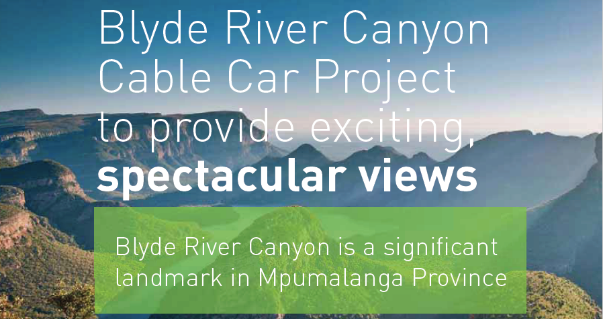 Blyde River Canyon
Cable Car Project
to provide exciting,
spectacular views
Blyde River Canyon is a significant
landmark in Mpumalanga Province